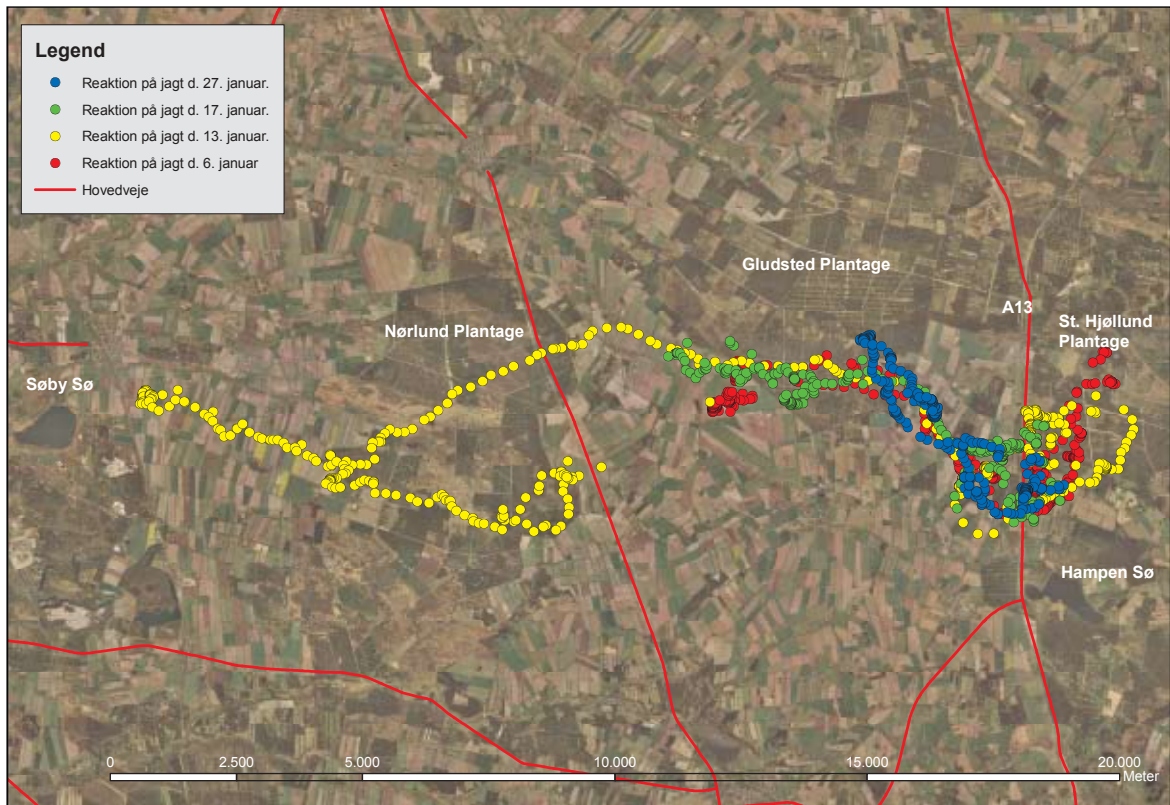 Legend
Reaktion på jagt d. 27. januar.
Reaktion på jagt d. 17. januar.
Reaktion på jagt d. 13. januar.
Reaktion på jagt d. 6. januar
Hovedveje
Gludsted Plantage
A13
St. Hjøllund
Plantage
Nørlund Plantage
Søby Sø
Hampen Sø
0 2.500 5.000 10.000 15.000 20.000
Meter